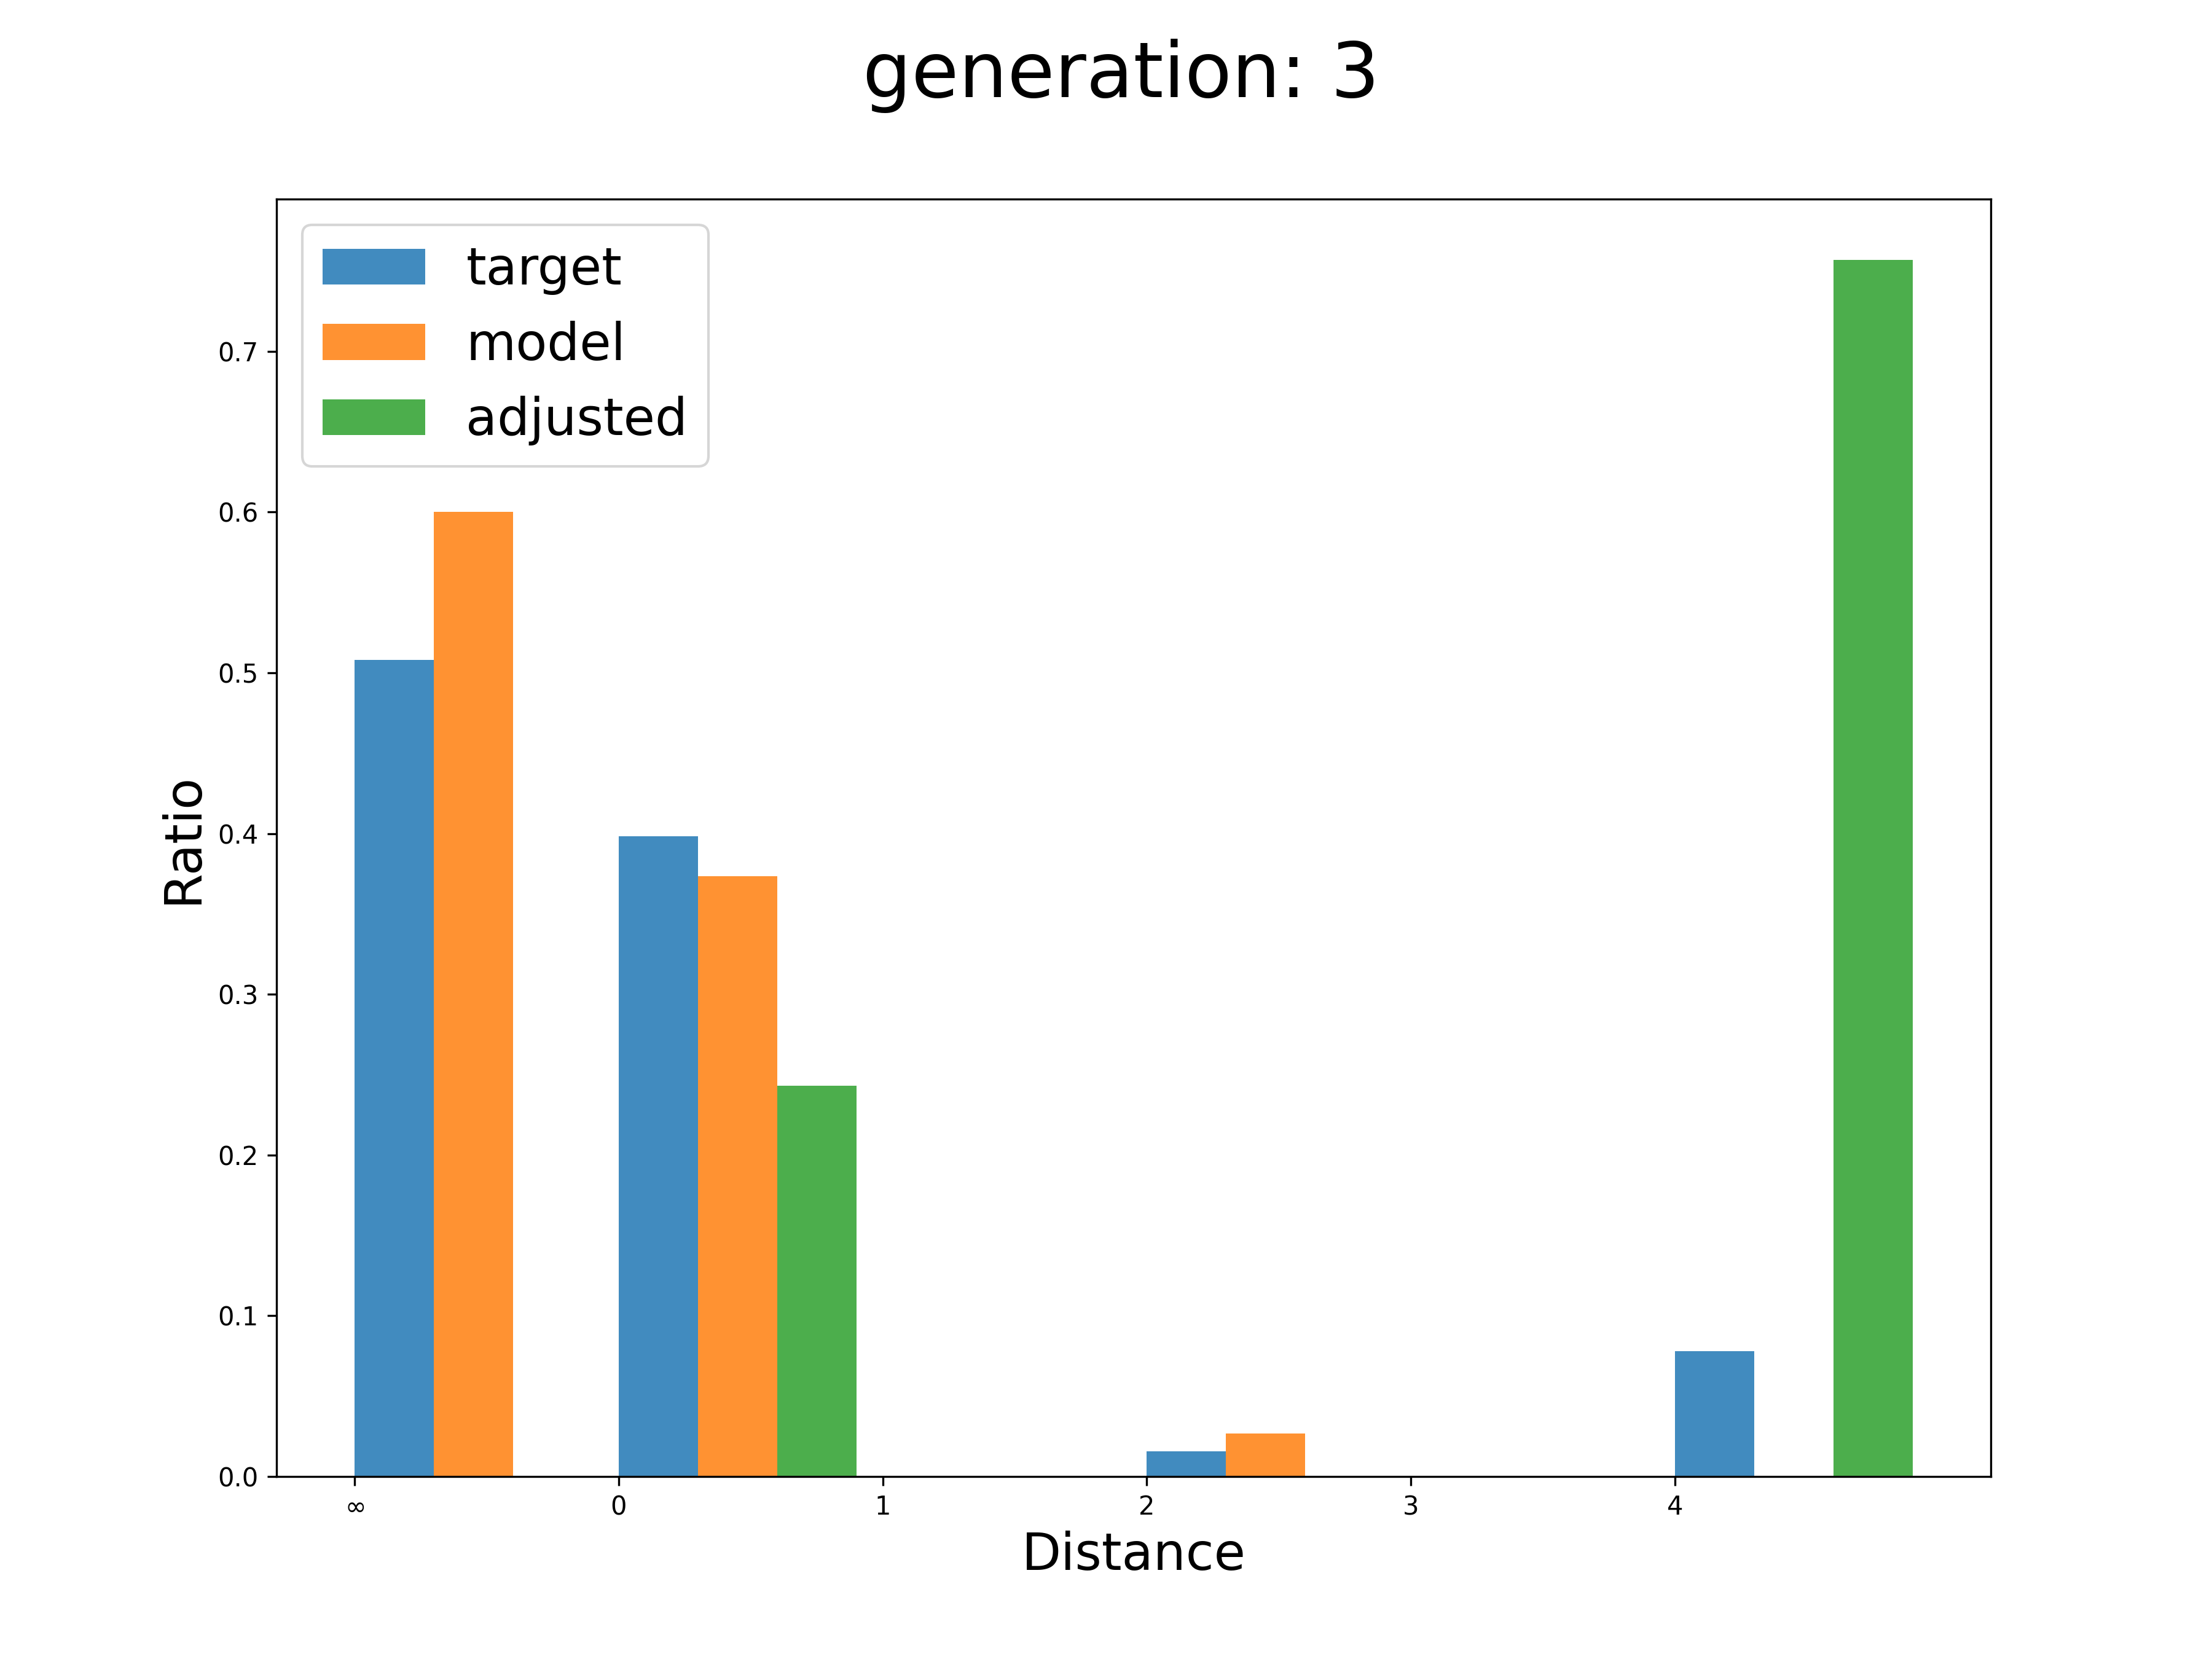 generation: 3
target
model
adjusted
0.7
0.6
0.5
0.4
0.3
0.2
0.1
0.0
Ratio
∞ 0 1 2 3 4
Distance